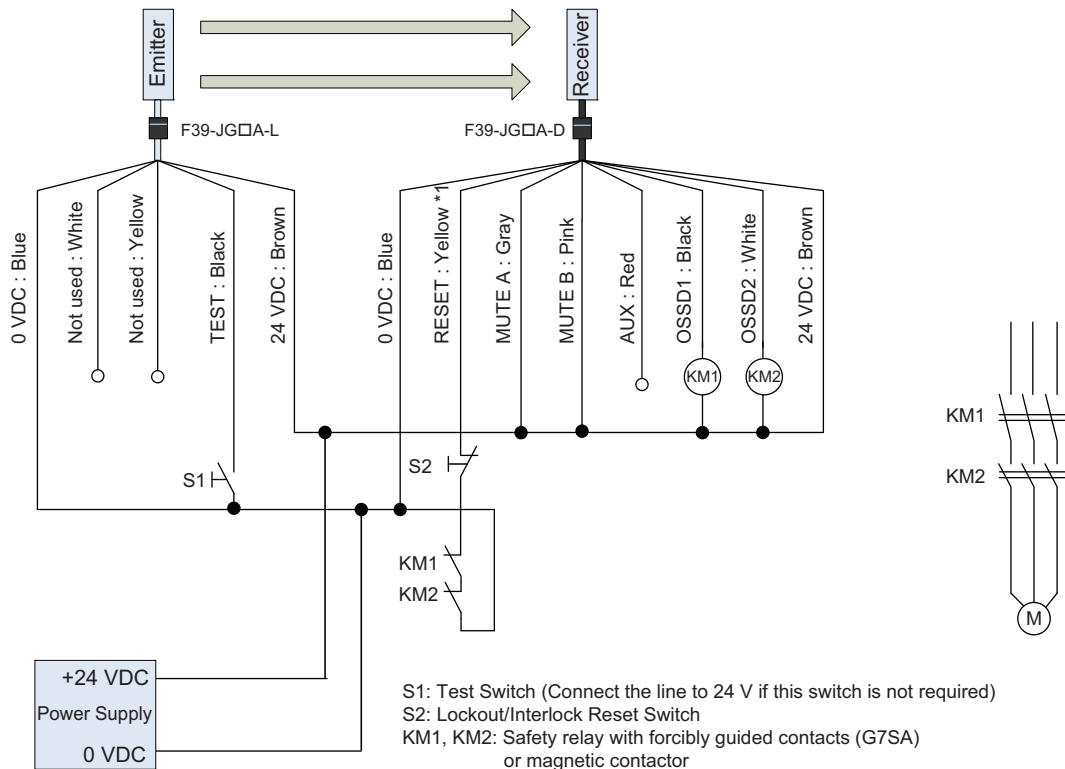 Emitter
Receiver
F39-JG□A-L
F39-JG□A-D
0 VDC : Blue
Not used : White
Not used : Yellow
TEST : Black
24 VDC : Brown
0 VDC : Blue
RESET : Yellow *1
MUTE A : Gray
MUTE B : Pink
AUX : Red
OSSD1 : Black
OSSD2 : White
24 VDC : Brown
KM1
KM2
KM1
KM2
S1
S2
KM1
KM2
M
+24 VDC
Power Supply
0 VDC
S1: Test Switch (Connect the line to 24 V if this switch is not required)
S2: Lockout/Interlock Reset Switch
KM1, KM2: Safety relay with forcibly guided contacts (G7SA)
or magnetic contactor